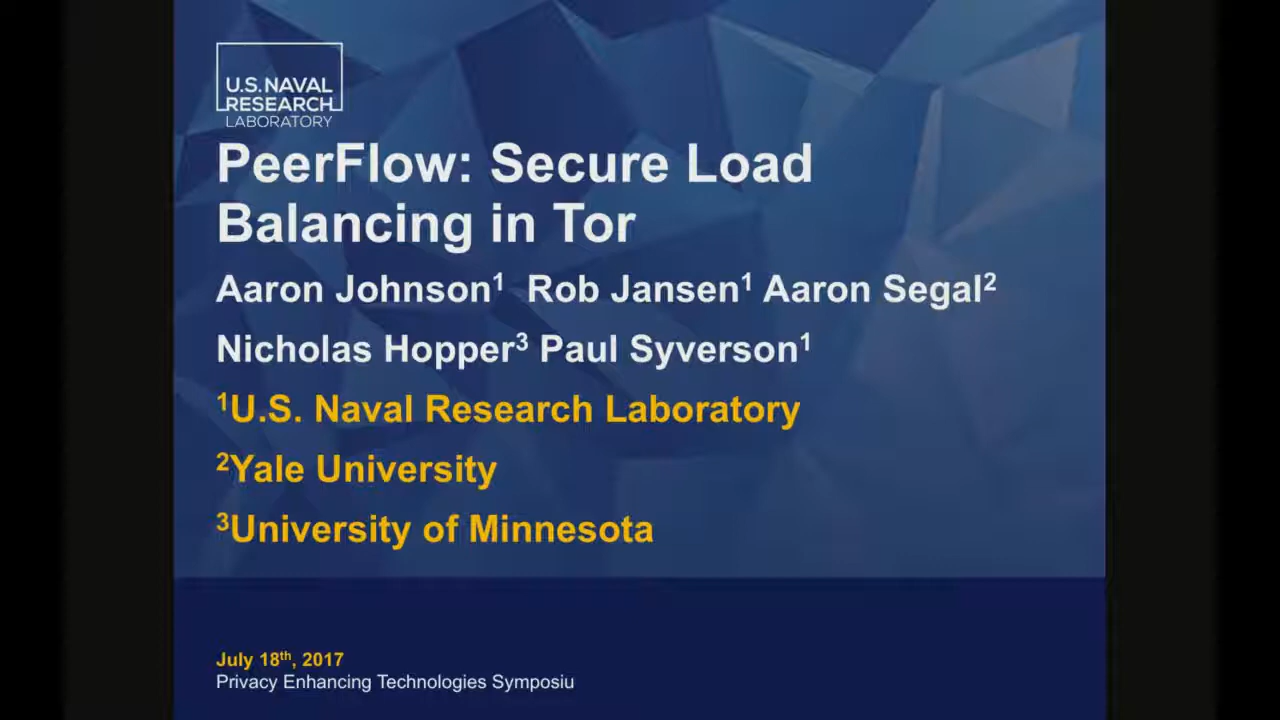 U.S. NAVAL
RESEARCH
LABORATORY
PeerFlow: Secure Load
Balancing in Tor
Aaron Johnson¹ Rob Jansen¹ Aaron Segal²
Nicholas Hopper³ Paul Syverson¹
¹U.S. Naval Research Laboratory
²Yale University
³University of Minnesota
July 18th, 2017
Privacy Enhancing Technologies Symposiu